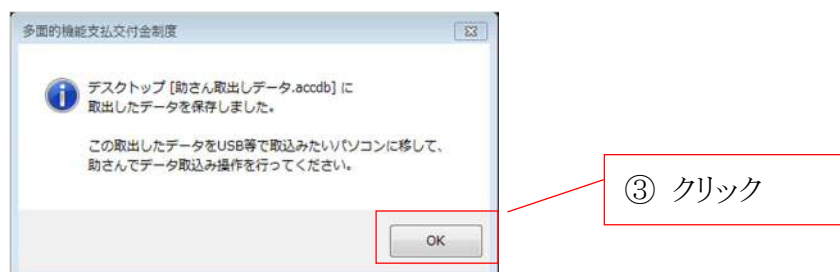 多面的機能支払交付金制度
デスクトップ [助さん取出しデータ.accdb] に
取出したデータを保存しました。
この取出したデータをUSB等で取込みたいパソコンに移して、
助さんでデータ取込み操作を行ってください。
③ クリック
OK